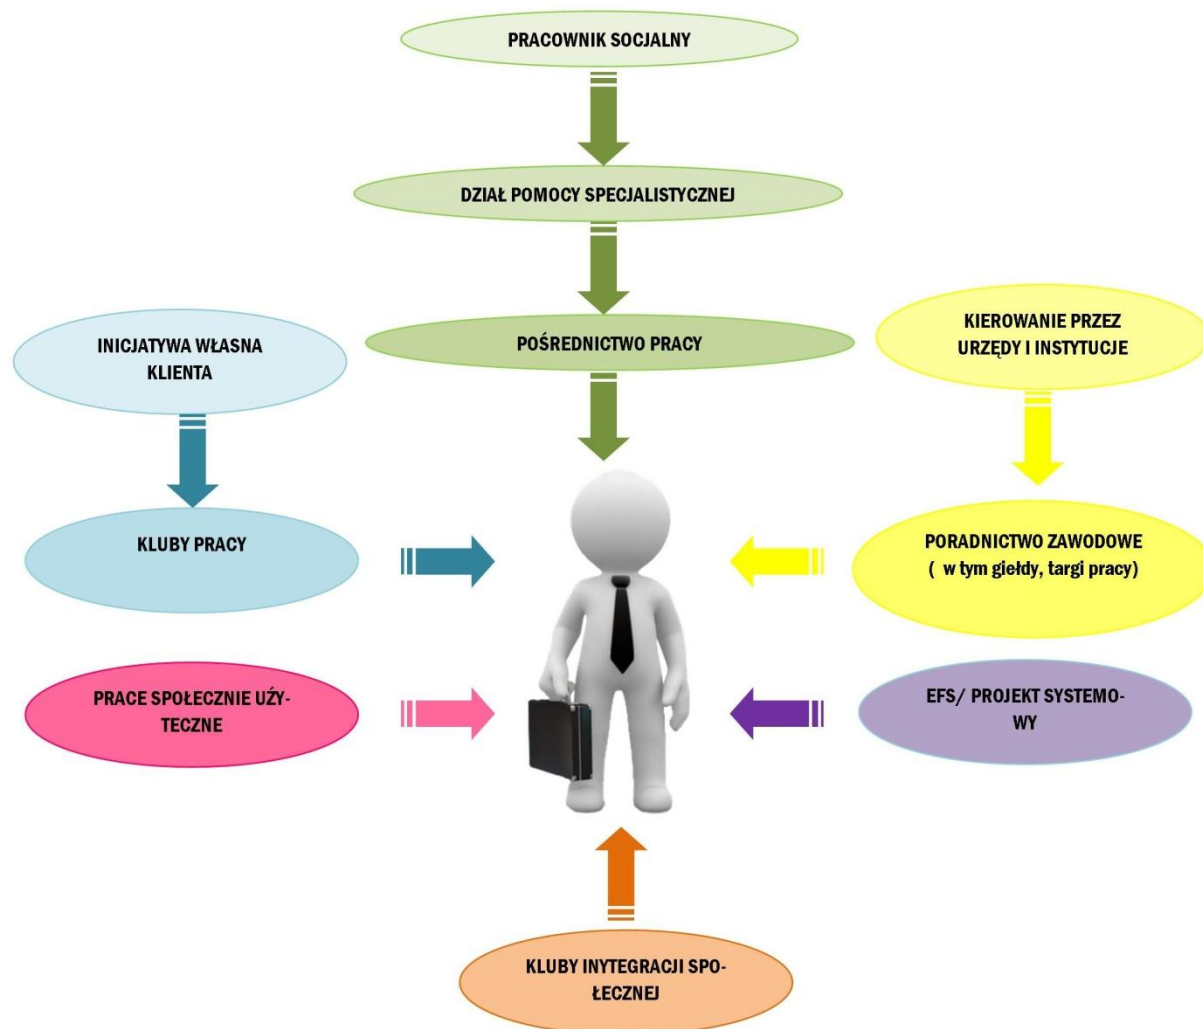 PRACOWNIK SOCJALNY
DZIAŁ POMOCY SPECJALISTYCZNEJ
POŚREDNICTWO PRACY
INICJATYWA WŁASNA
KLIENTA
KIEROWANIE PRZEZ
URZĘDY I INSTYTUCJE
KLUBY PRACY
PORADNICTWO ZAWODOWE
( w tym giełdy, targi pracy)
PRACE SPOŁECZNIE UŹY-
TECZNE
EFS/ PROJEKT SYSTEMO-
WY
KLUBY INYTEGRACJI SPO-
ŁECZNEJ